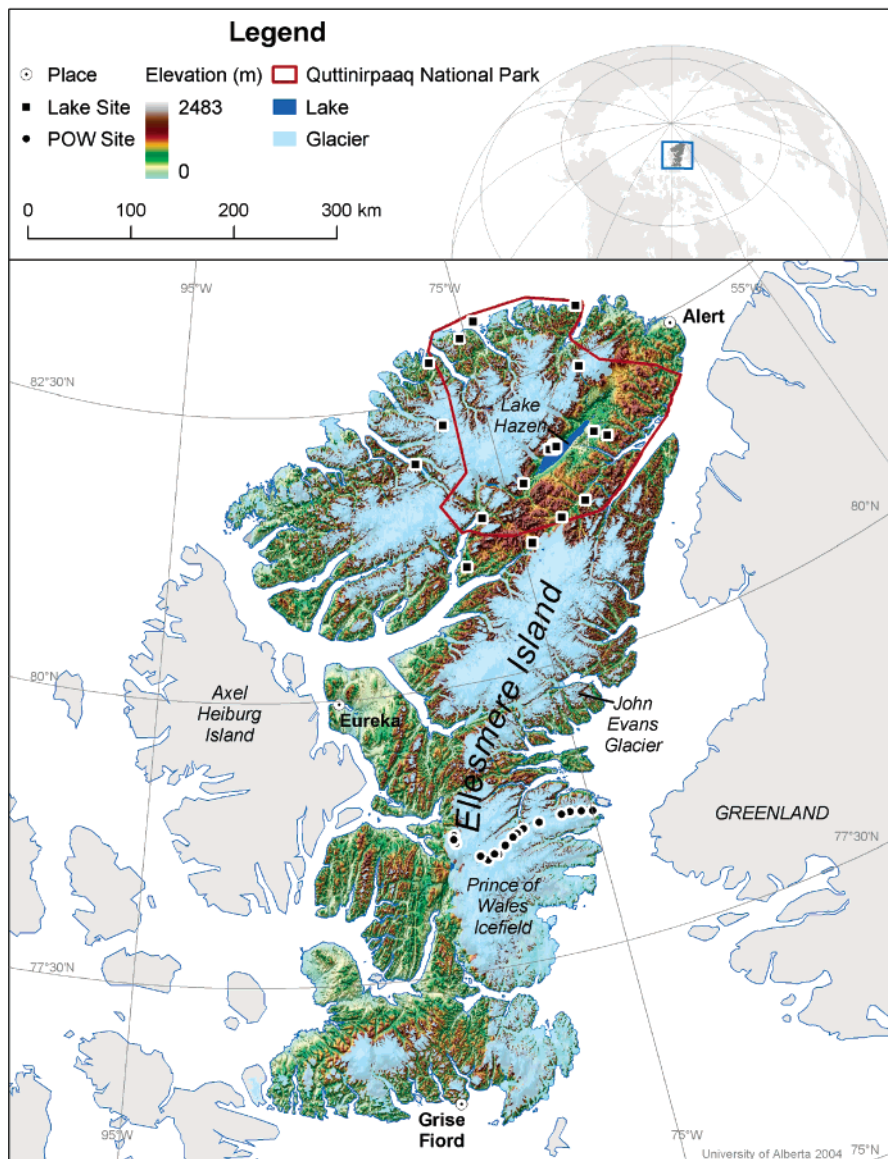 Legend
Place
Lake Site
POW Site
Elevation (m)
2483
0
Quttinirpaaq National Park
Lake
Glacier
0
100
200
300 km
95°W
75°W
55°W
Alert
82°30'N
Lake
Hazen
80°N
80°N
Axel
Heiburg
Island
Eureka
Ellesmere Island
John
Evans
Glacier
GREENLAND
77°30'N
Prince of
Wales
Icefield
77°30'N
Grise
Fiord
95°W
75°W
75°N
University of Alberta 2004